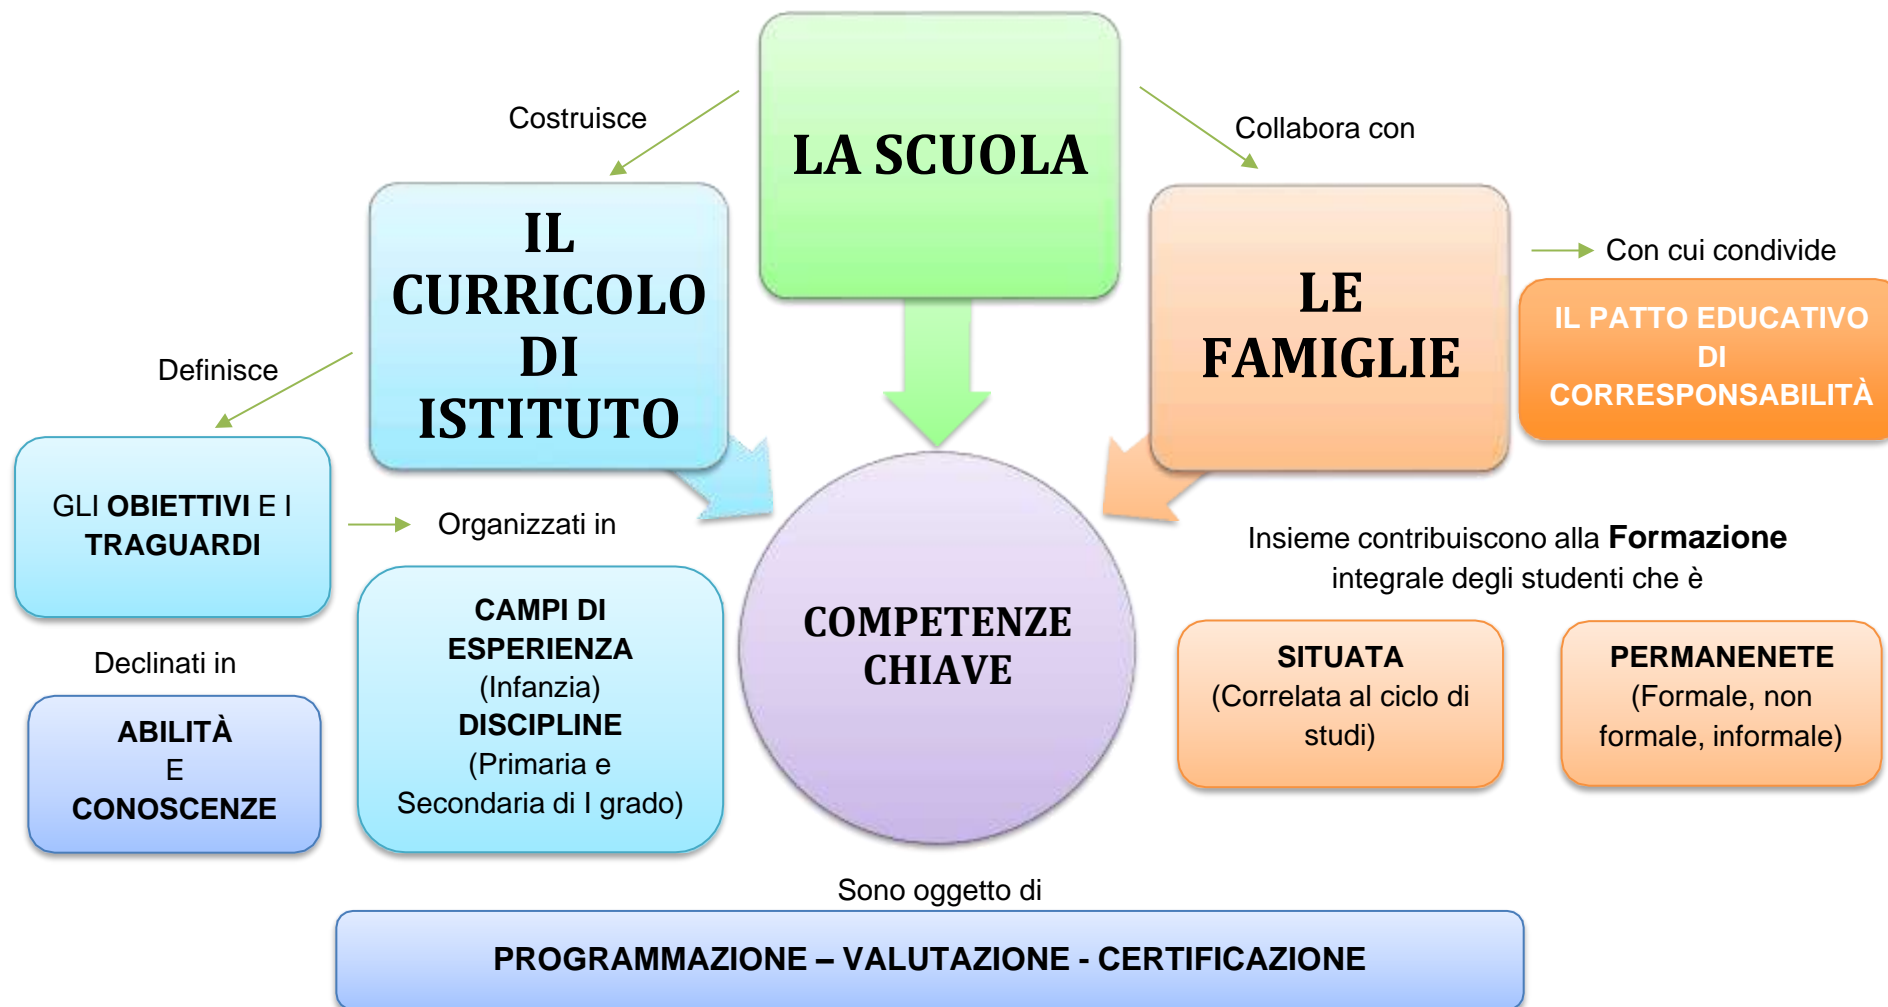 LA SCUOLA
Costruisce
Collabora con
IL
CURRICOLO
DI
ISTITUTO
LE
FAMIGLIE
Con cui condivide
IL PATTO EDUCATIVO
DI
CORRESPONSABILITÀ
Definisce
GLI OBIETTIVI E I
TRAGUARDI
Organizzati in
Declinati in
ABILITÀ
E
CONOSCENZE
CAMPI DI
ESPERIENZA
(Infanzia)
DISCIPLINE
(Primaria e
Secondaria di I grado)
COMPETENZE
CHIAVE
Insieme contribuiscono alla Formazione
integrale degli studenti che è
SITUATA
(Correlata al ciclo di
studi)
PERMANENETE
(Formale, non
formale, informale)
Sono oggetto di
PROGRAMMAZIONE – VALUTAZIONE - CERTIFICAZIONE